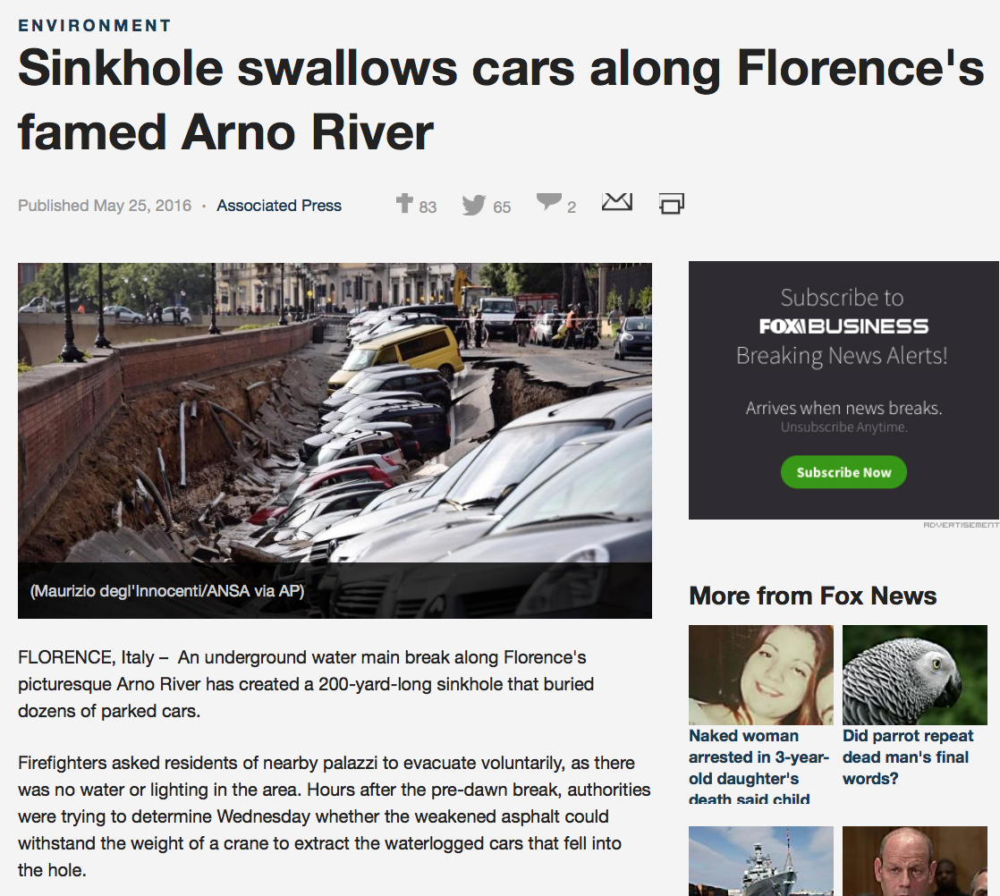 ENVIRONMENT
Sinkhole swallows cars along Florence's
famed Arno River
Published May 25, 2016 · Associated Press
83
65
2
(Maurizio degl'Innocenti/ANSA via AP)
FLORENCE, Italy – An underground water main break along Florence's
picturesque Arno River has created a 200-yard-long sinkhole that buried
dozens of parked cars.
Firefighters asked residents of nearby palazzi to evacuate voluntarily, as there
was no water or lighting in the area. Hours after the pre-dawn break, authorities
were trying to determine Wednesday whether the weakened asphalt could
withstand the weight of a crane to extract the waterlogged cars that fell into
the hole.
Subscribe to
FOX BUSINESS
Breaking News Alerts!
Arrives when news breaks.
Unsubscribe Anytime.
Subscribe Now
ADVERTISEMENT
More from Fox News
Naked woman
arrested in 3-year-
old daughter's
death said child
Did parrot repeat
dead man's final
words?